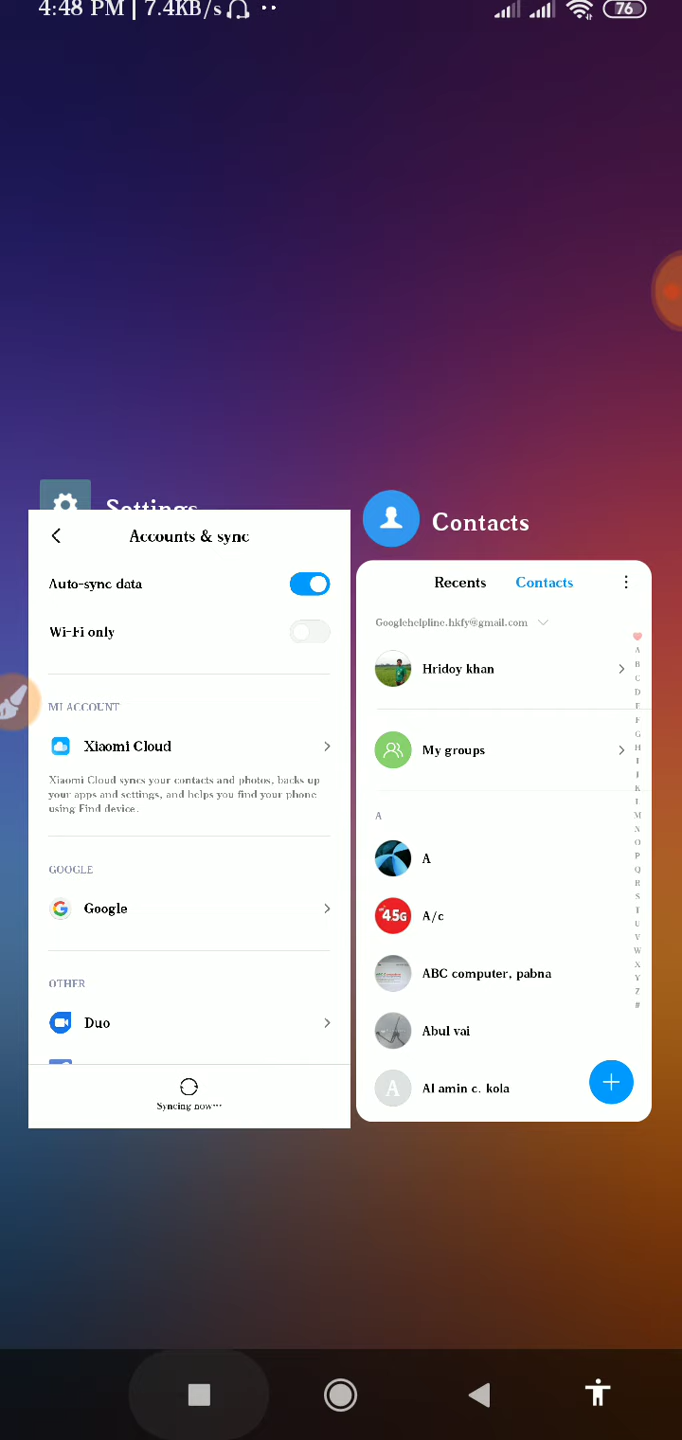 4:48 PM | 7.4KB/s
76
Settings
Accounts & sync
Auto-sync data
Wi-Fi only
MI ACCOUNT
Xiaomi Cloud
Xiaomi Cloud syncs your contacts and photos, backs up
your apps and settings, and helps you find your phone
using Find device.
GOOGLE
Google
OTHER
Duo
Syncing now...
Contacts
Recents
Contacts
Googlehelpline.hkfy@gmail.com
Hridoy khan
My groups
A
A
45G
A/c
ABC computer, pabna
Abul vai
A
Al amin c. kola
A
B
C
D
E
F
G
H
I
J
K
L
M
N
O
P
Q
R
S
T
U
V
W
X
Y
Z
#